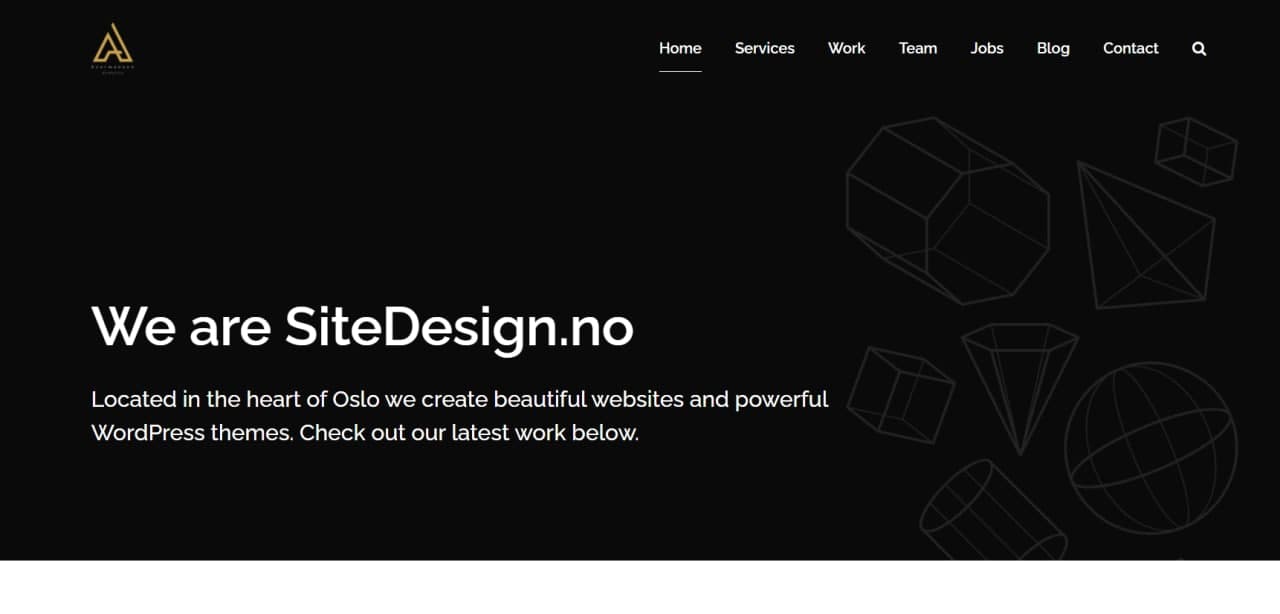 Home Services Work Team Jobs Blog Contact
We are SiteDesign.no
Located in the heart of Oslo we create beautiful websites and powerful
WordPress themes. Check out our latest work below.